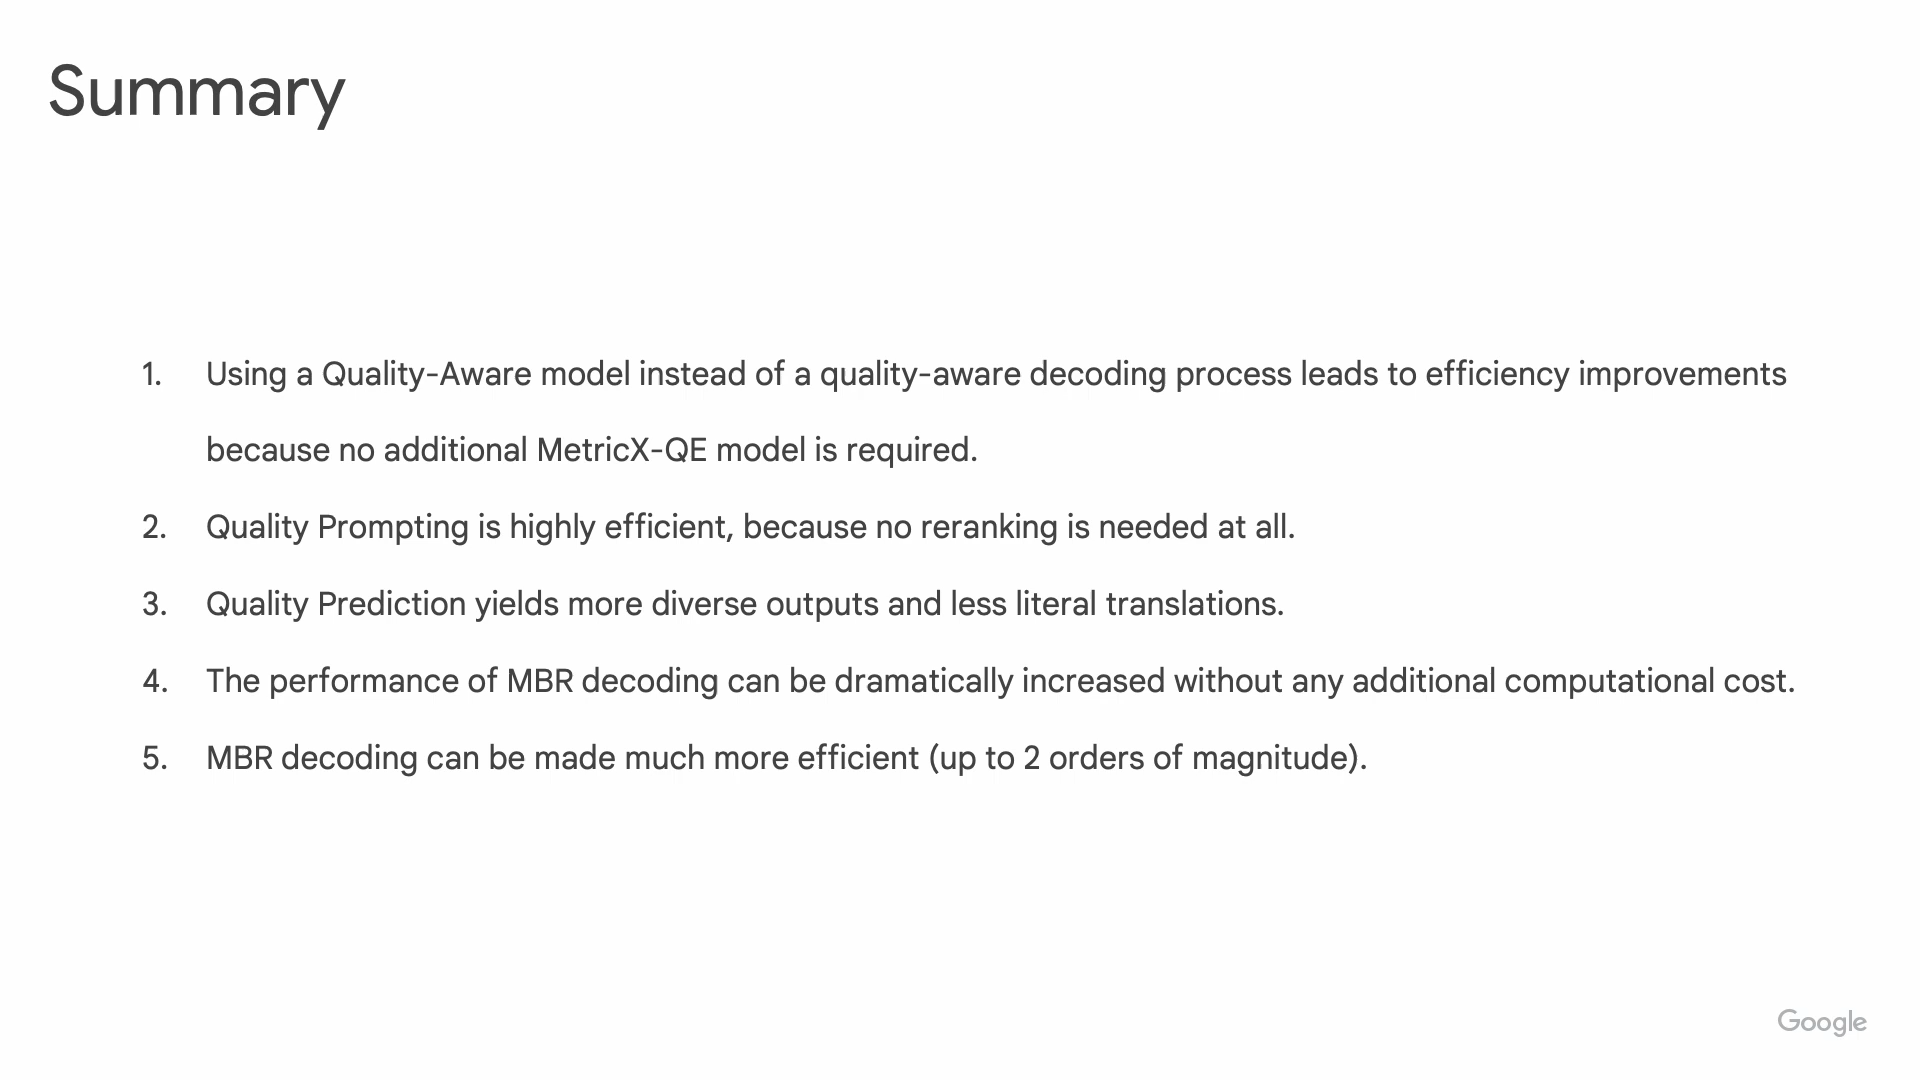 Summary
1. Using a Quality-Aware model instead of a quality-aware decoding process leads to efficiency improvements
because no additional MetricX-QE model is required.
2. Quality Prompting is highly efficient, because no reranking is needed at all.
3. Quality Prediction yields more diverse outputs and less literal translations.
4. The performance of MBR decoding can be dramatically increased without any additional computational cost.
5. MBR decoding can be made much more efficient (up to 2 orders of magnitude).
Google